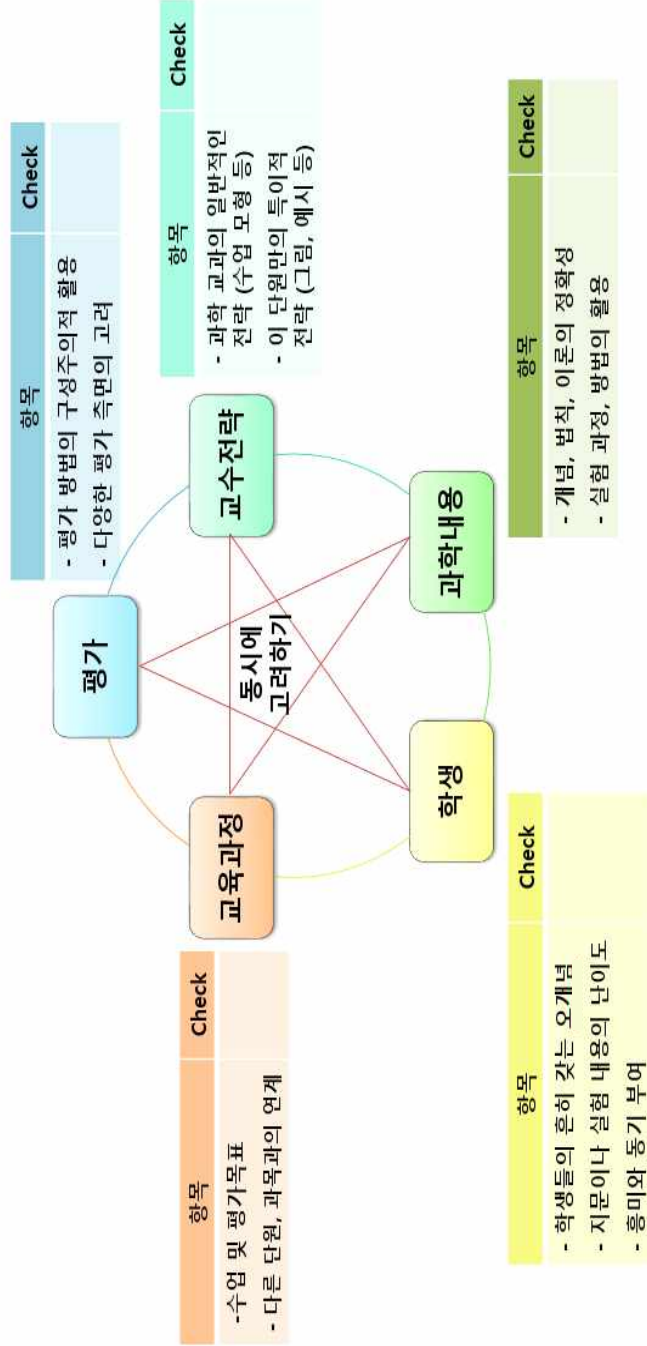 평가
항목 Check
- 평가 방법의 구성주의적 활용
- 다양한 평가 측면의 고려
교수전략
항목 Check
- 과학 교과의 일반적인
전략 (수업 모형 등)
- 이 단원만의 특이적
전략 (그림, 예시 등)
과학내용
항목 Check
- 개념, 법칙, 이론의 정확성
- 실험 과정, 방법의 활용
학생
항목 Check
- 학생들의 흔히 갖는 오개념
- 지문이나 실험 내용의 난이도
- 흥미와 동기 부여
교육과정
항목 Check
-수업 및 평가목표
- 다른 단원, 과목과의 연계
동시에
고려하기